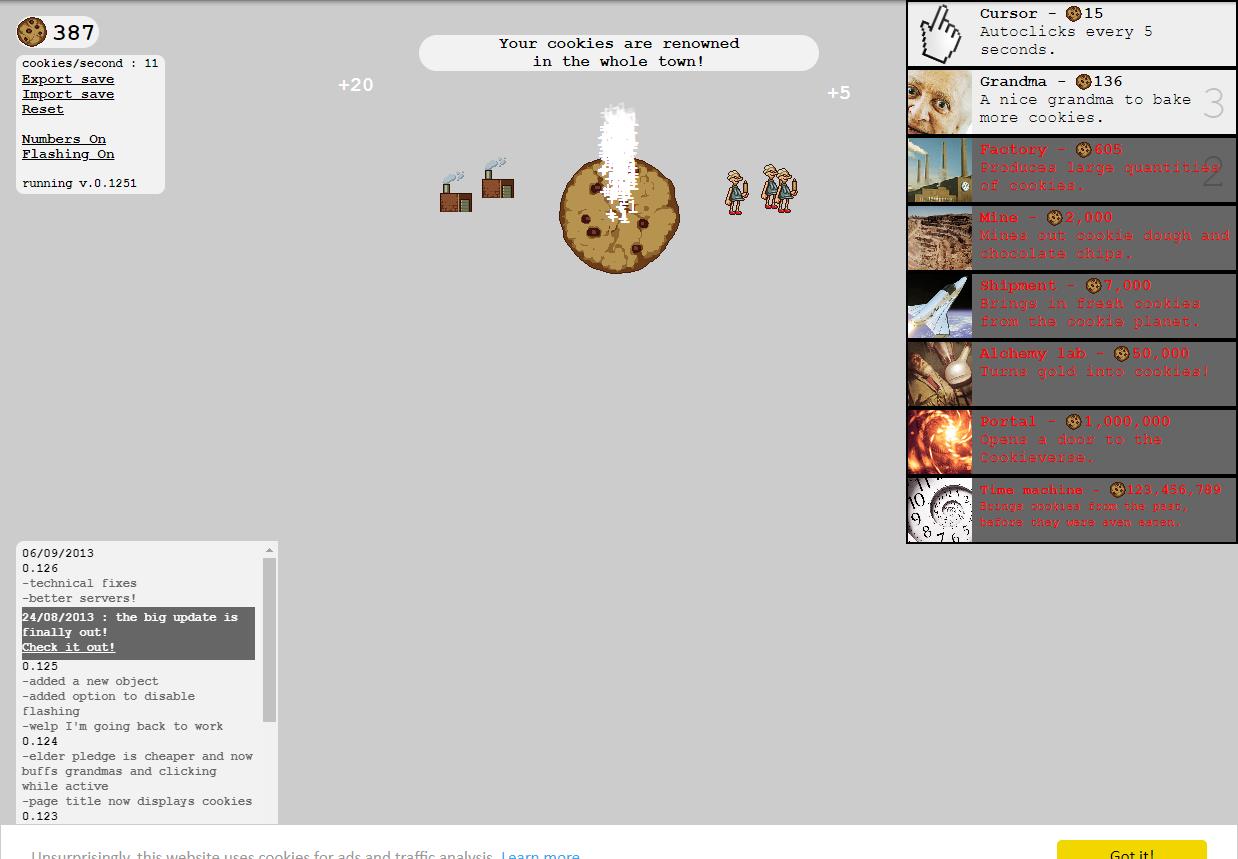 387
cookies/second : 11
Export save
Import save
Reset
Numbers On
Flashing On
running v.0.1251
Your cookies are renowned
in the whole town!
+20
+5
+1
Cursor - 15
Autoclicks every 5
seconds.
Grandma - 136
A nice grandma to bake
more cookies.
3
Factory - 605
Produces large quantities
of cookies.
2
Mine - 2,000
Mines out cookie dough and
chocolate chips.
Shipment - 7,000
Brings in fresh cookies
from the cookie planet.
Alchemy lab - 50,000
Turns gold into cookies!
Portal - 1,000,000
Opens a door to the
Cookieverse.
Time machine - 123,456,789
Brings cookies from the past,
before they were even eaten.
06/09/2013
0.126
-technical fixes
-better servers!
24/08/2013 : the big update is
finally out!
Check it out!
0.125
-added a new object
-added option to disable
flashing
-welp I'm going back to work
0.124
-elder pledge is cheaper and now
buffs grandmas and clicking
while active
-page title now displays cookies
0.123
Unsurprisingly, this website uses cookies for ads and traffic analysis. Learn more
Got it!